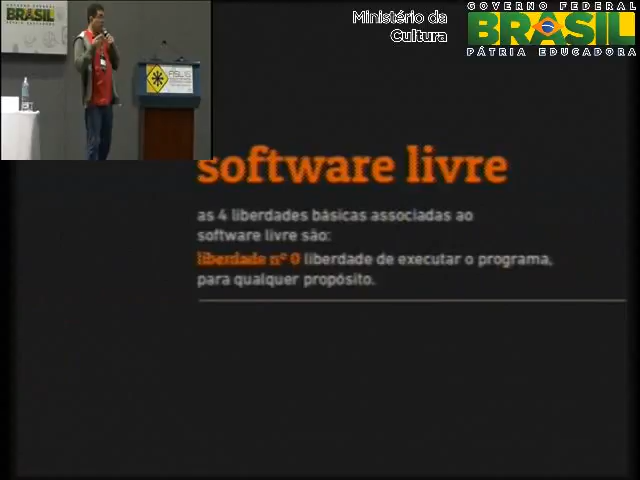 BRASIL
Ministério da
Cultura
GOVERNO FEDERAL
BRASIL
PÁTRIA EDUCADORA
software livre
as 4 liberdades básicas associadas ao
software livre são:
liberdade nº 0 liberdade de executar o programa,
para qualquer propósito.